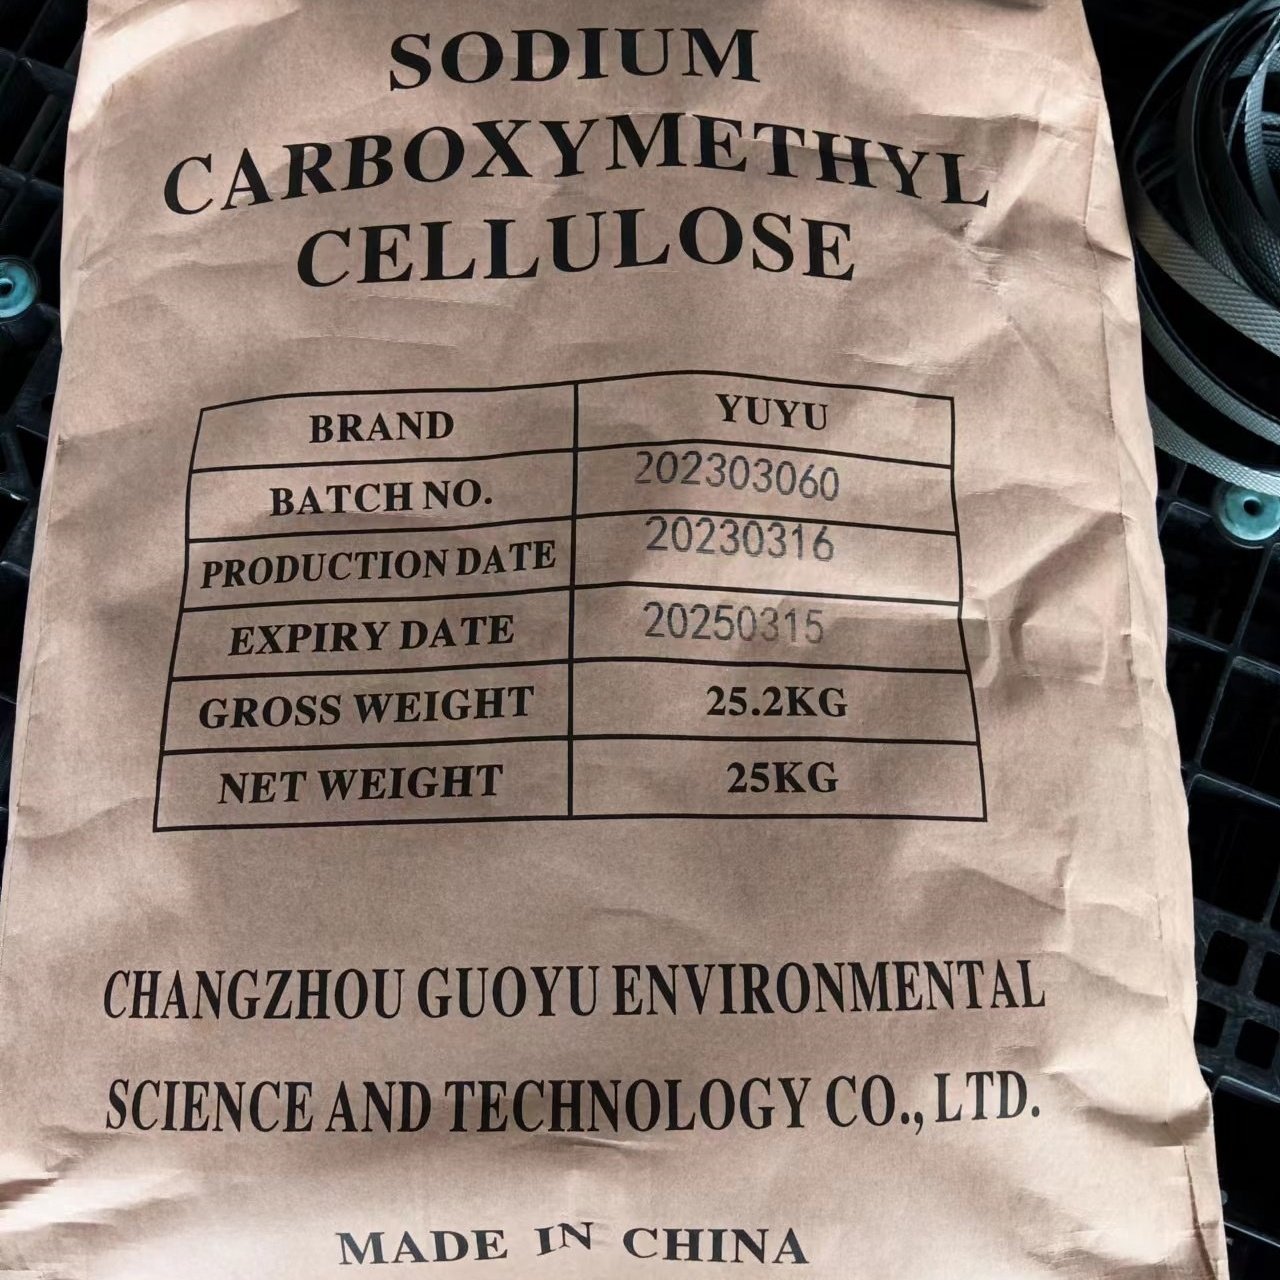 SODIUM
CARBOXYMETHYL
CELLULOSE
BRAND YUYU
BATCH NO. 202303060
PRODUCTION DATE 20230316
EXPIRY DATE 20250315
GROSS WEIGHT 25.2KG
NET WEIGHT 25KG
CHANGZHOU GUOYU ENVIRONMENTAL
SCIENCE AND TECHNOLOGY CO., LTD.
MADE IN CHINA